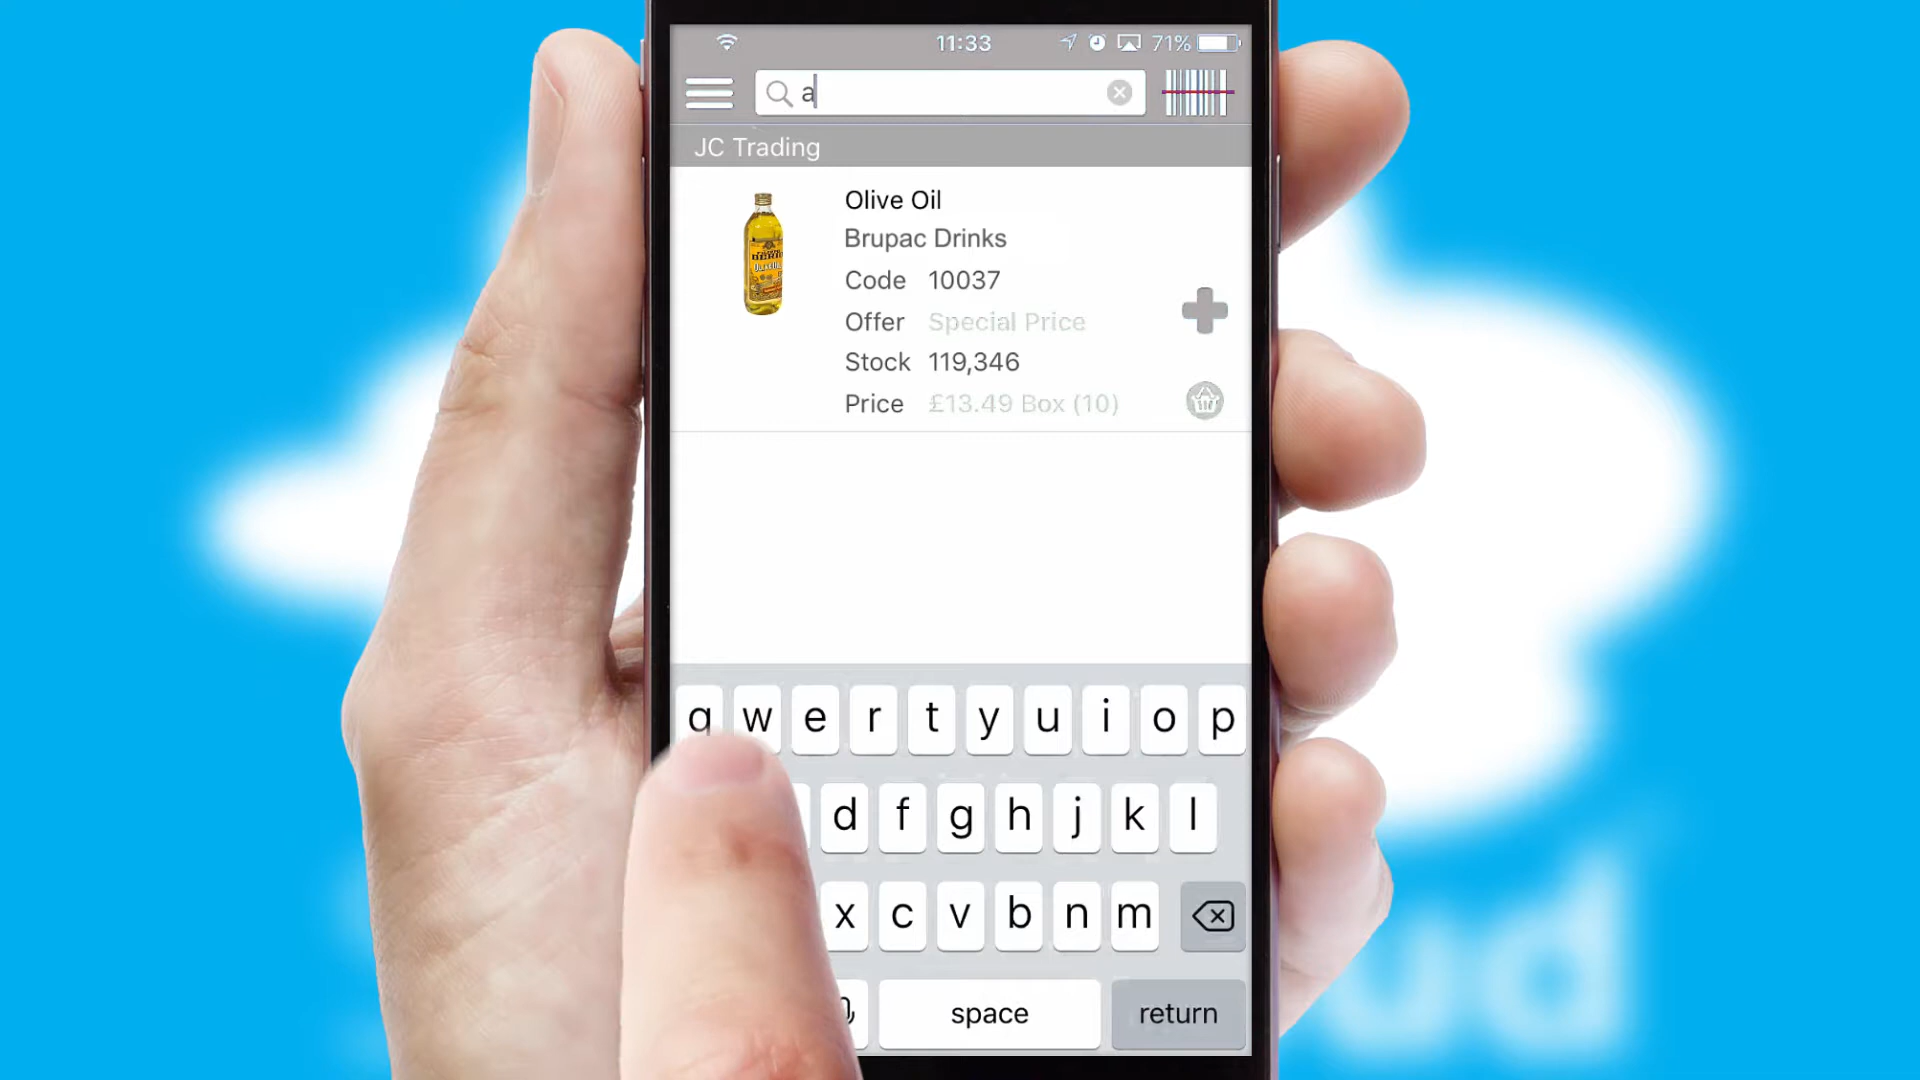 11:33 71%
a
JC Trading
Olive Oil
Brupac Drinks
Code 10037
Offer Special Price
Stock 119,346
Price £13.49 Box (10)
q w e r t y u i o p
d f g h j k l
x c v b n m
space return
ud